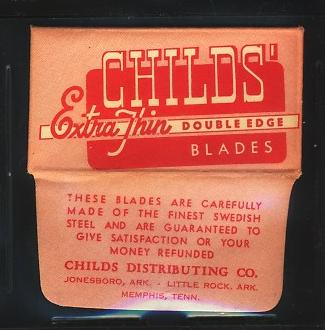 CHILDS'
Extra Thin DOUBLE EDGE
BLADES
THESE BLADES ARE CAREFULLY
MADE OF THE FINEST SWEDISH
STEEL AND ARE GUARANTEED TO
GIVE SATISFACTION OR YOUR
MONEY REFUNDED
CHILDS DISTRIBUTING CO.
JONESBORO, ARK. - LITTLE ROCK, ARK.
MEMPHIS, TENN.